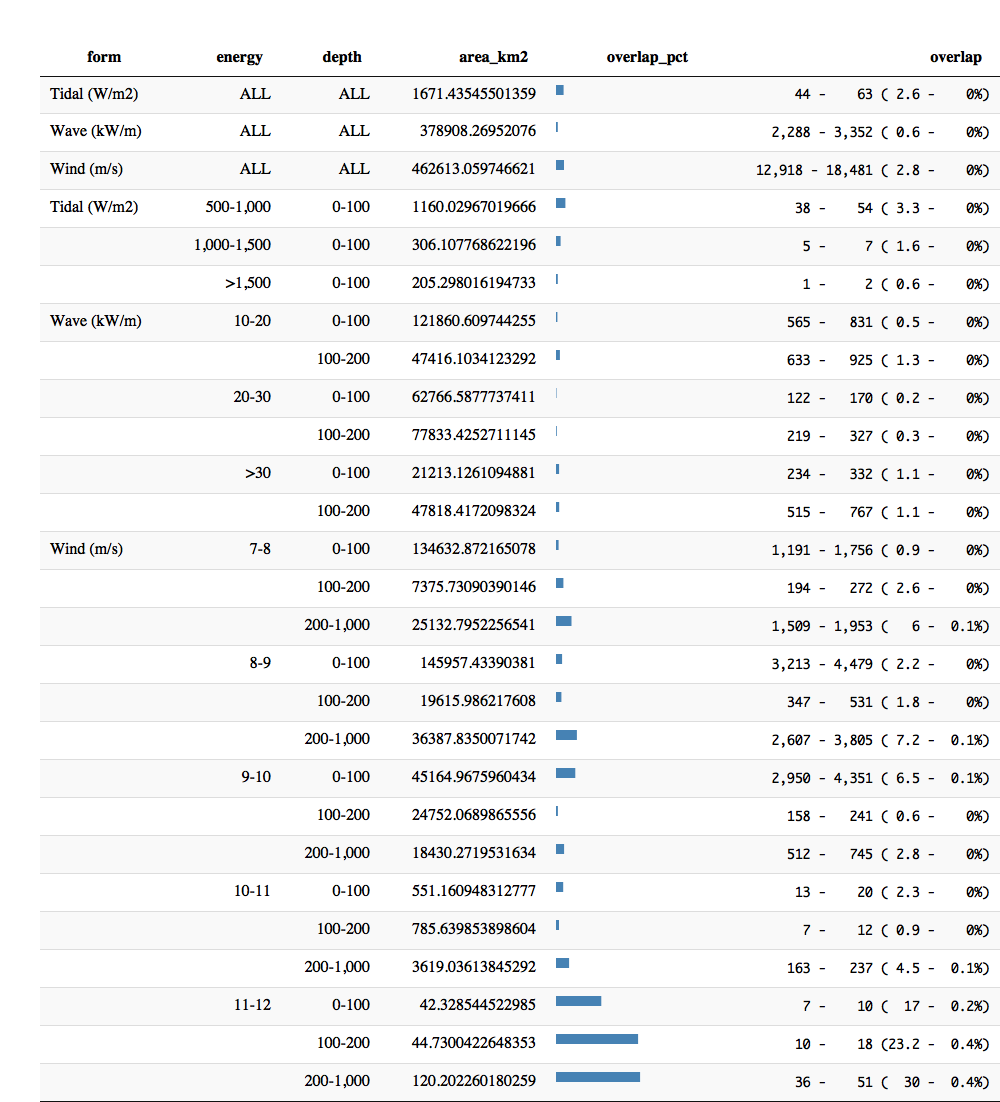 form energy depth area_km2 overlap_pct overlap
Tidal (W/m2) ALL ALL 1671.43545501359 44 - 63 ( 2.6 - 0%)
Wave (kW/m) ALL ALL 378908.26952076 2,288 - 3,352 ( 0.6 - 0%)
Wind (m/s) ALL ALL 462613.059746621 12,918 - 18,481 ( 2.8 - 0%)
Tidal (W/m2) 500-1,000 0-100 1160.02967019666 38 - 54 ( 3.3 - 0%)
1,000-1,500 0-100 306.107768622196 5 - 7 ( 1.6 - 0%)
>1,500 0-100 205.298016194733 1 - 2 ( 0.6 - 0%)
Wave (kW/m) 10-20 0-100 121860.609744255 565 - 831 ( 0.5 - 0%)
100-200 47416.1034123292 633 - 925 ( 1.3 - 0%)
20-30 0-100 62766.5877737411 122 - 170 ( 0.2 - 0%)
100-200 77833.4252711145 219 - 327 ( 0.3 - 0%)
>30 0-100 21213.1261094881 234 - 332 ( 1.1 - 0%)
100-200 47818.4172098324 515 - 767 ( 1.1 - 0%)
Wind (m/s) 7-8 0-100 134632.872165078 1,191 - 1,756 ( 0.9 - 0%)
100-200 7375.73090390146 194 - 272 ( 2.6 - 0%)
200-1,000 25132.7952256541 1,509 - 1,953 ( 6 - 0.1%)
8-9 0-100 145957.43390381 3,213 - 4,479 ( 2.2 - 0%)
100-200 19615.986217608 347 - 531 ( 1.8 - 0%)
200-1,000 36387.8350071742 2,607 - 3,805 ( 7.2 - 0.1%)
9-10 0-100 45164.9675960434 2,950 - 4,351 ( 6.5 - 0.1%)
100-200 24752.0689865556 158 - 241 ( 0.6 - 0%)
200-1,000 18430.2719531634 512 - 745 ( 2.8 - 0%)
10-11 0-100 551.160948312777 13 - 20 ( 2.3 - 0%)
100-200 785.639853898604 7 - 12 ( 0.9 - 0%)
200-1,000 3619.03613845292 163 - 237 ( 4.5 - 0.1%)
11-12 0-100 42.328544522985 7 - 10 ( 17 - 0.2%)
100-200 44.7300422648353 10 - 18 (23.2 - 0.4%)
200-1,000 120.202260180259 36 - 51 ( 30 - 0.4%)